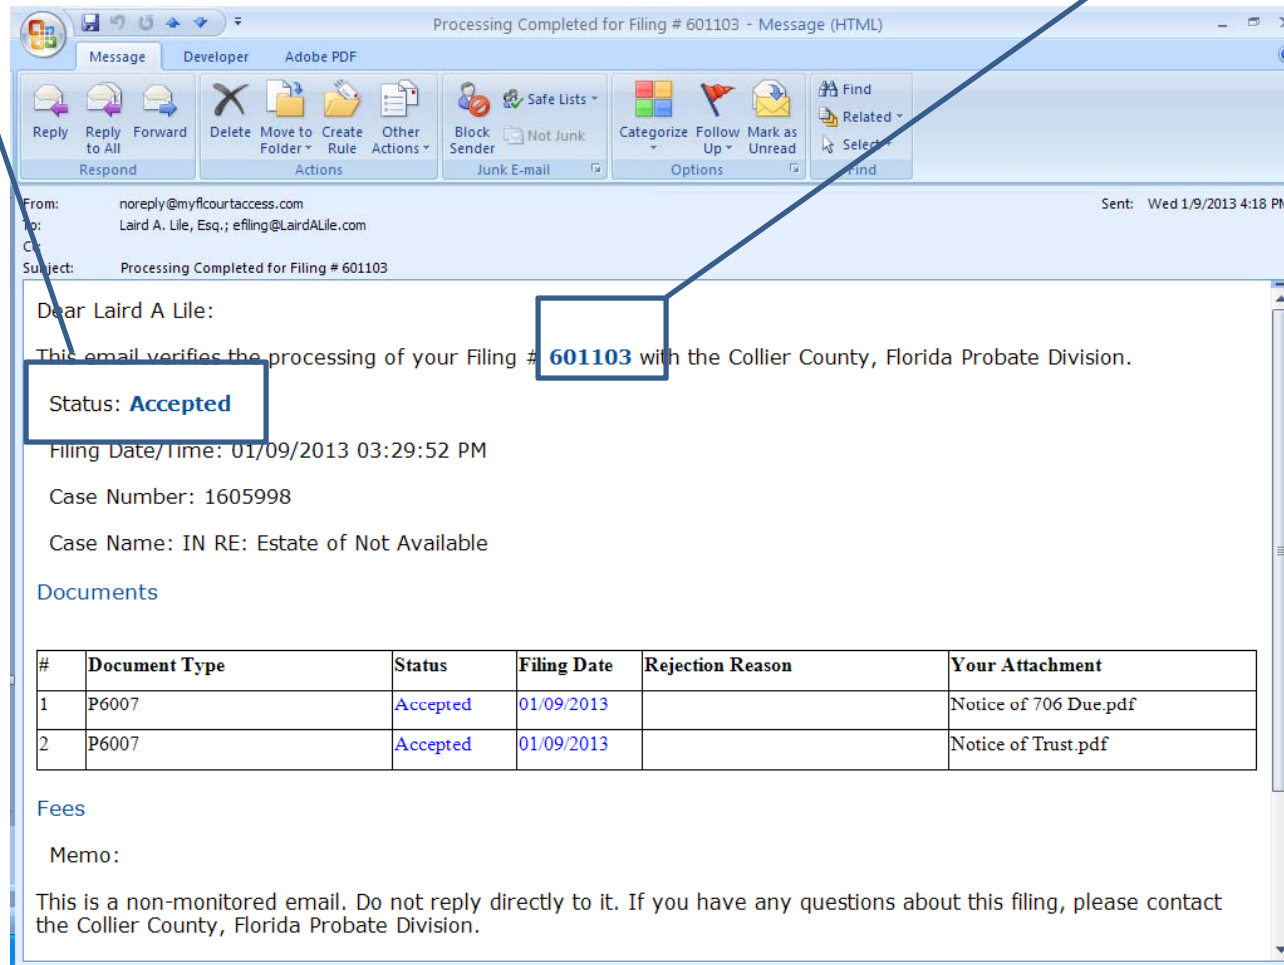 Processing Completed for Filing # 601103 - Message (HTML)
Message Developer Adobe PDF
Reply Reply to All Forward Delete Move to Folder Create Rule Other Actions Block Sender Safe Lists Not Junk Categorize Follow Up Mark as Unread Find Related Select
Respond Actions Junk E-mail Options Find
From: noreply@myflcourtaccess.com Sent: Wed 1/9/2013 4:18 PM
To: Laird A. Lile, Esq.; efiling@LairdALile.com
Cc:
Subject: Processing Completed for Filing # 601103
Dear Laird A Lile:
This email verifies the processing of your Filing # 601103 with the Collier County, Florida Probate Division.
Status: Accepted
Filing Date/Time: 01/09/2013 03:29:52 PM
Case Number: 1605998
Case Name: IN RE: Estate of Not Available
Documents
# Document Type Status Filing Date Rejection Reason Your Attachment
1 P6007 Accepted 01/09/2013 Notice of 706 Due.pdf
2 P6007 Accepted 01/09/2013 Notice of Trust.pdf
Fees
Memo:
This is a non-monitored email. Do not reply directly to it. If you have any questions about this filing, please contact
the Collier County, Florida Probate Division.